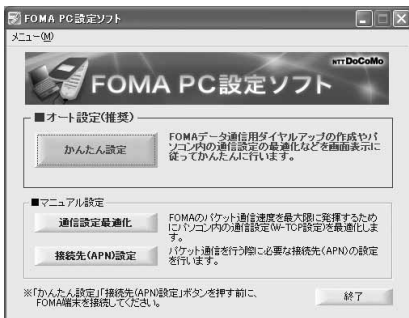 FOMA PC設定ソフト
メニュー(M)
NTT DoCoMo
FOMA PC設定ソフト
■オート設定(推奨)
かんたん設定
FOMAデータ通信用ダイヤルアップの作成やパ
ソコン内の通信設定の最適化などを画面表示に
従ってかんたんに行います。
■マニュアル設定
通信設定最適化
FOMAのパケット通信速度を最大限に発揮するため
にパソコン内の通信設定(W-TCP設定)を最適化しま
す。
接続先(APN)設定
パケット通信を行う際に必要な接続先(APN)の設定
を行います。
※「かんたん設定」「接続先(APN)設定」ボタンを押す前に、
FOMA端末を接続してください。
終了